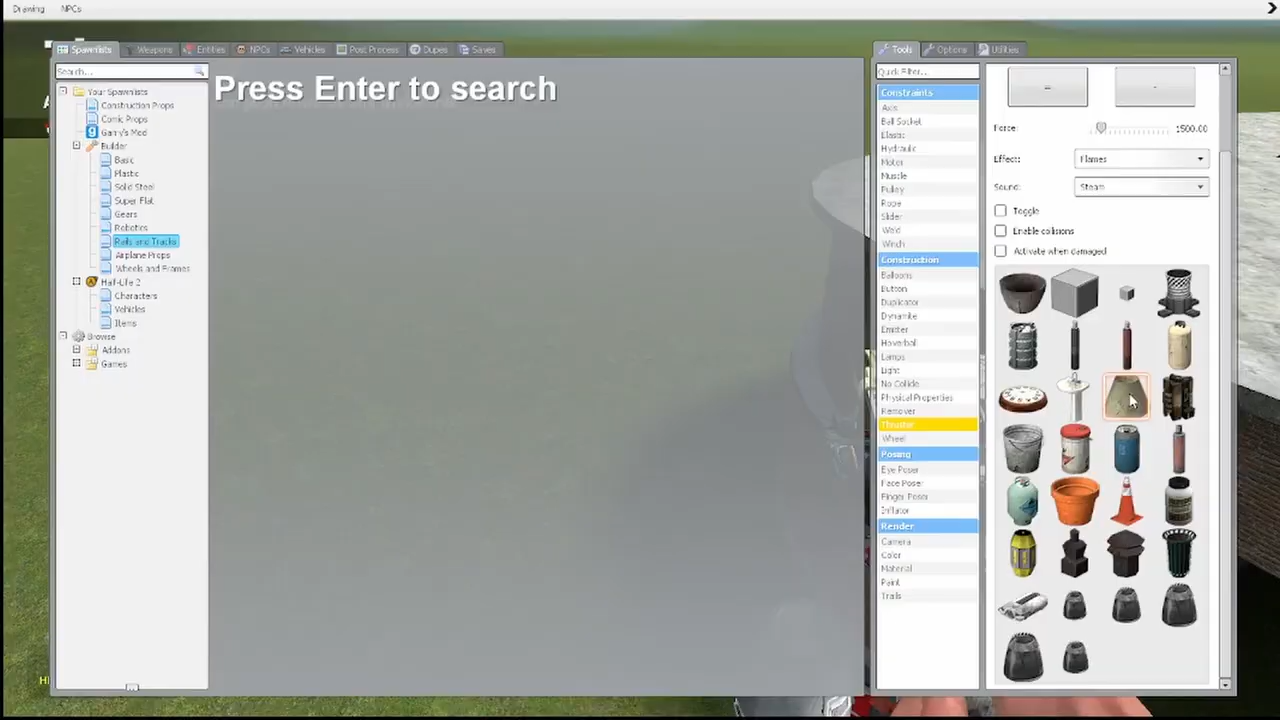 Drawing NPCs
Spawnlists Weapons Entities NPCs Vehicles Post Process Dupes Saves
Tools Options Utilities
Search...
Press Enter to search
Your Spawnlists
Construction Props
Comic Props
Garry's Mod
Builder
Basic
Plastic
Solid Steel
Super Flat
Gears
Robotics
Rails and Tracks
Airplane Props
Wheels and Frames
Half-Life 2
Characters
Vehicles
Items
Browse
Addons
Games
Quick Filter...
Constraints
Axis
Ball Socket
Elastic
Hydraulic
Motor
Muscle
Pulley
Rope
Slider
Weld
Winch
Construction
Balloons
Button
Duplicator
Dynamite
Emitter
Hoverball
Lamps
Light
No Collide
Physical Properties
Remover
Thruster
Wheel
Posing
Eye Poser
Face Poser
Finger Poser
Inflator
Render
Camera
Color
Material
Paint
Trails
Force: 1500.00
Effect: Flames
Sound: Steam
Toggle
Enable collisions
Activate when damaged